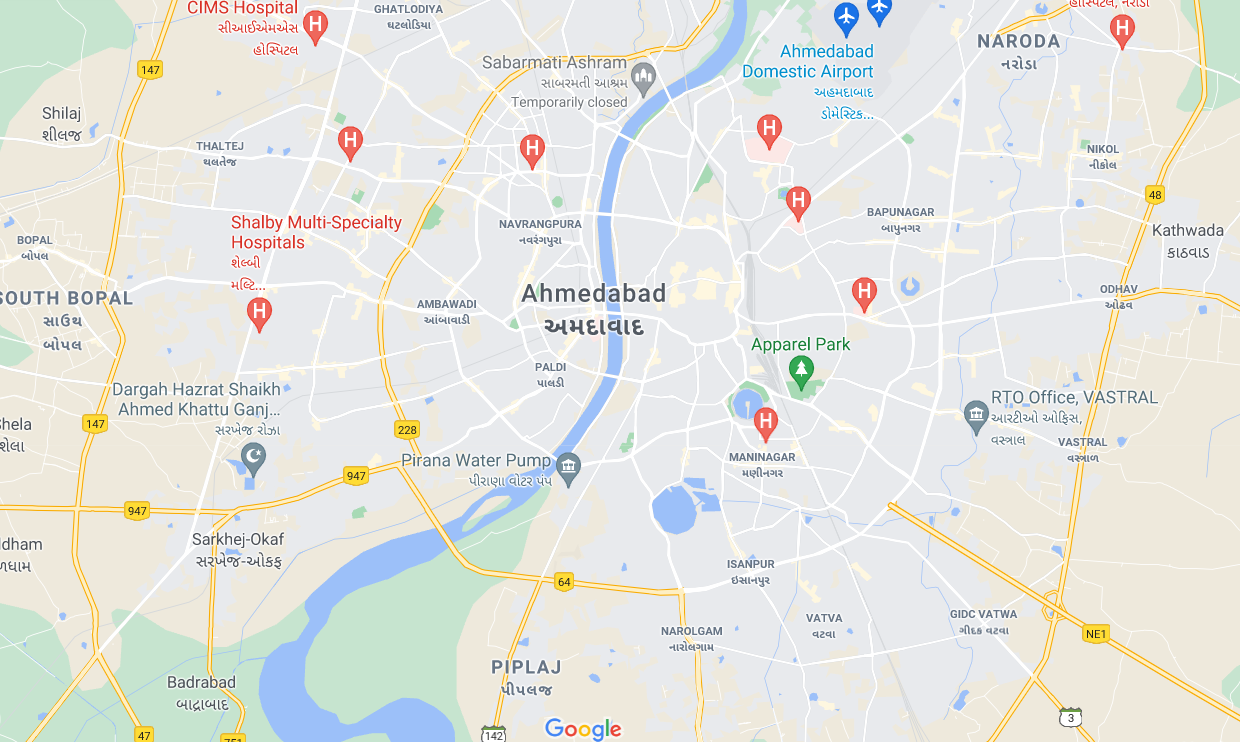 CIMS Hospital
સીઆઈએમએસ
હોસ્પિટલ
GHATLODIYA
ઘટલોડિયા
Ahmedabad
Domestic Airport
અહમદાબાદ
ડોમેસ્ટિક...
હોસ્પિટલ, નરોડા
NARODA
નરોડા
Sabarmati Ashram
સાબરમતી આશ્રમ
Temporarily closed
147
Shilaj
શીલજ
THALTEJ
થલતેજ
NIKOL
નીકોલ
48
Shalby Multi-Specialty
Hospitals
શેલ્બી
મલ્ટિ...
NAVRANGPURA
નવરંગપુરા
BAPUNAGAR
બાપુનગર
Kathwada
કાઠવાડ
BOPAL
બોપલ
SOUTH BOPAL
સાઉથ
બોપલ
AMBAWADI
આંબાવાડી
Ahmedabad
અમદાવાદ
ODHAV
ઓઢવ
Apparel Park
PALDI
પાલડી
Dargah Hazrat Shaikh
Ahmed Khattu Ganj...
સરખેજ રોઝા
RTO Office, VASTRAL
આરટીઓ ઓફિસ,
વસ્ત્રાલ
VASTRAL
વસ્ત્રાળ
147
228
hela
શેલા
Pirana Water Pump
પીરાણા વોટર પંપ
MANINAGAR
મણીનગર
947
947
Sarkhej-Okaf
સરખેજ-ઓકફ
ldham
ISANPUR
ઇસાનપુર
64
VATVA
વટવા
GIDC VATWA
ગીદક વટવા
NE1
NAROLGAM
નારોલગામ
PIPLAJ
પીપલજ
Badrabad
બાદ્રાબાદ
3
47
751
142
Google